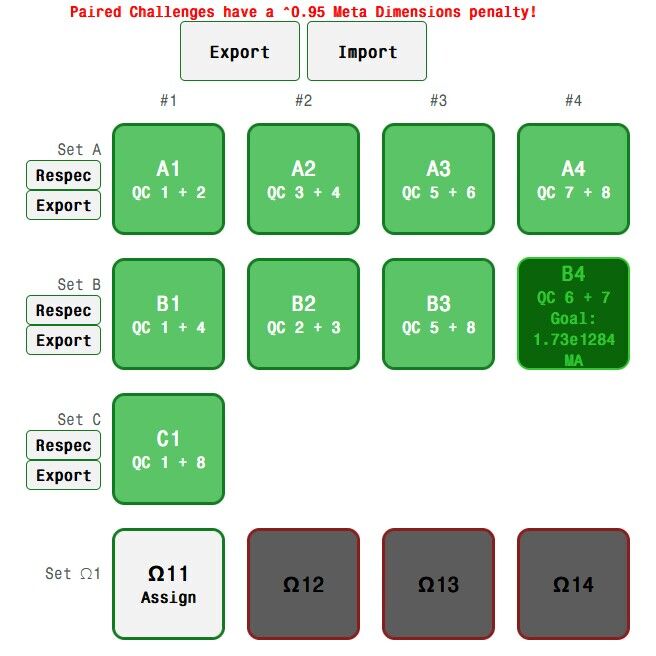 Paired Challenges have a ^0.95 Meta Dimensions penalty!
Export
Import
#1
#2
#3
#4
Set A
Respec
Export
A1
QC 1 + 2
A2
QC 3 + 4
A3
QC 5 + 6
A4
QC 7 + 8
Set B
Respec
Export
B1
QC 1 + 4
B2
QC 2 + 3
B3
QC 5 + 8
B4
QC 6 + 7
Goal:
1.73e1284
MA
Set C
Respec
Export
C1
QC 1 + 8
Set Ω1
Ω11
Assign
Ω12
Ω13
Ω14